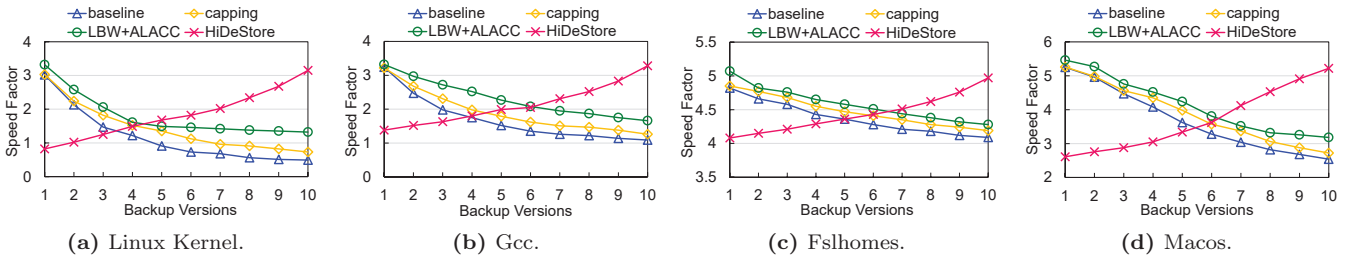 baseline capping
LBW+ALACC HiDeStore
4
3
2
1
0
Speed Factor
1 2 3 4 5 6 7 8 9 10
Backup Versions
(a) Linux Kernel.
baseline capping
LBW+ALACC HiDeStore
4
3
2
1
0
Speed Factor
1 2 3 4 5 6 7 8 9 10
Backup Versions
(b) Gcc.
baseline capping
LBW+ALACC HiDeStore
5.5
5
4.5
4
3.5
Speed Factor
1 2 3 4 5 6 7 8 9 10
Backup Versions
(c) Fslhomes.
baseline capping
LBW+ALACC HiDeStore
6
5
4
3
2
Speed Factor
1 2 3 4 5 6 7 8 9 10
Backup Versions
(d) Macos.